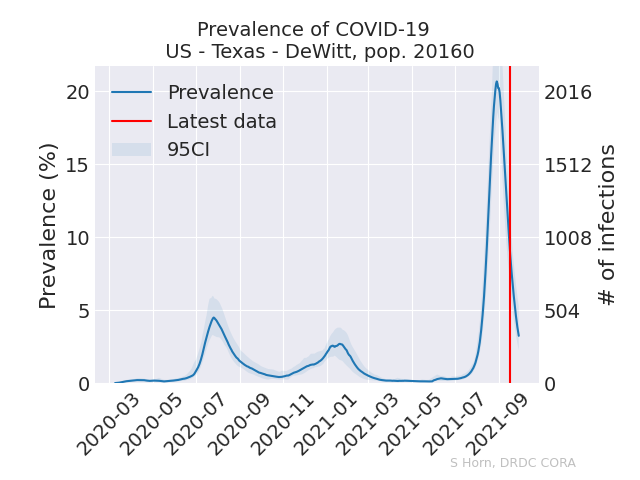 Prevalence of COVID-19
US - Texas - DeWitt, pop. 20160
Prevalence
Latest data
95CI
Prevalence (%)
20
15
10
5
0
2016
1512
1008
504
0
# of infections
2020-03
2020-05
2020-07
2020-09
2020-11
2021-01
2021-03
2021-05
2021-07
2021-09
S Horn, DRDC CORA